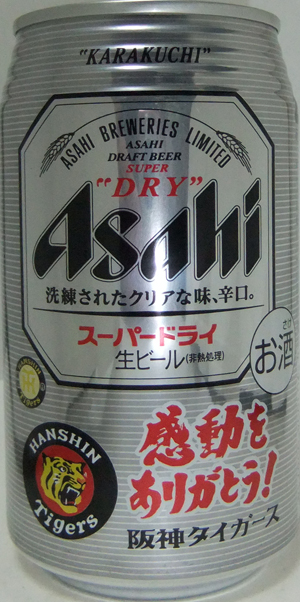 "KARAKUCHI"
ASAHI BREWERIES LIMITED
ASAHI
DRAFT BEER
SUPER
"DRY"
Asahi
洗練されたクリアな味、辛口。
スーパードライ
生ビール(非熱処理)
さけ
お酒
HANSHIN
Tigers
感動を
ありがとう!
阪神タイガース